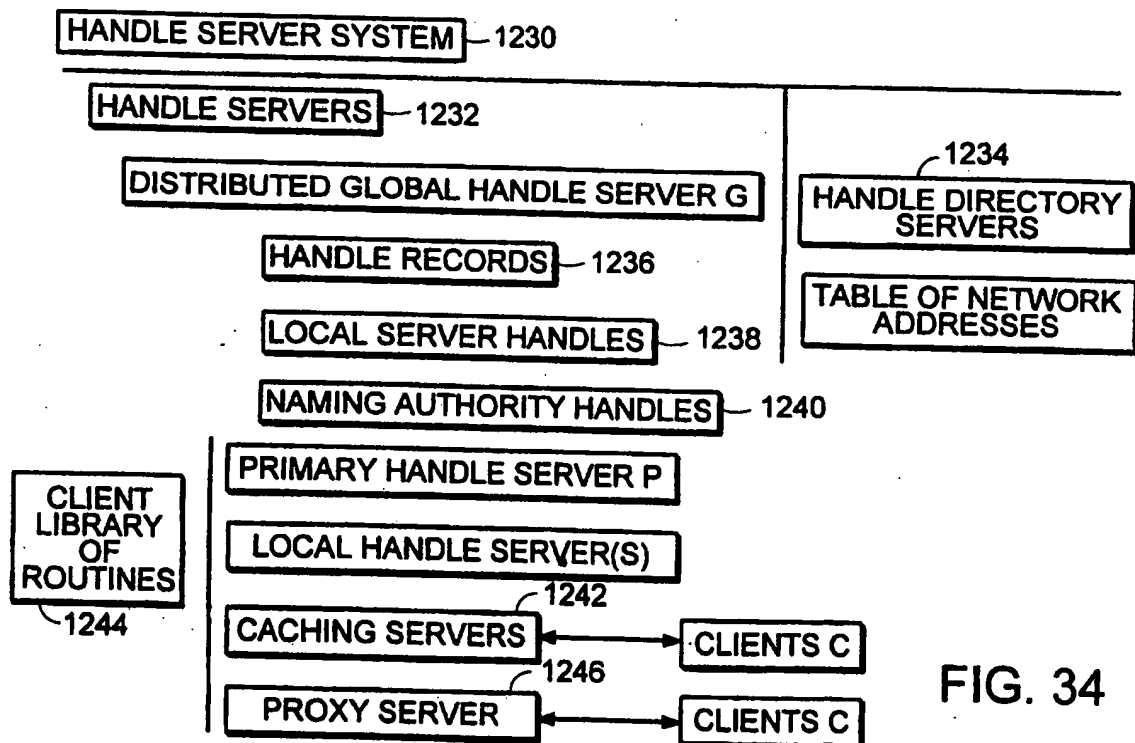 HANDLE SERVER SYSTEM 1230
HANDLE SERVERS 1232
1234
DISTRIBUTED GLOBAL HANDLE SERVER G
HANDLE DIRECTORY
SERVERS
HANDLE RECORDS 1236
TABLE OF NETWORK
ADDRESSES
LOCAL SERVER HANDLES 1238
NAMING AUTHORITY HANDLES 1240
PRIMARY HANDLE SERVER P
CLIENT
LIBRARY
OF
ROUTINES
1244
LOCAL HANDLE SERVER(S)
1242
CACHING SERVERS
CLIENTS C
1246
PROXY SERVER
CLIENTS C
FIG. 34